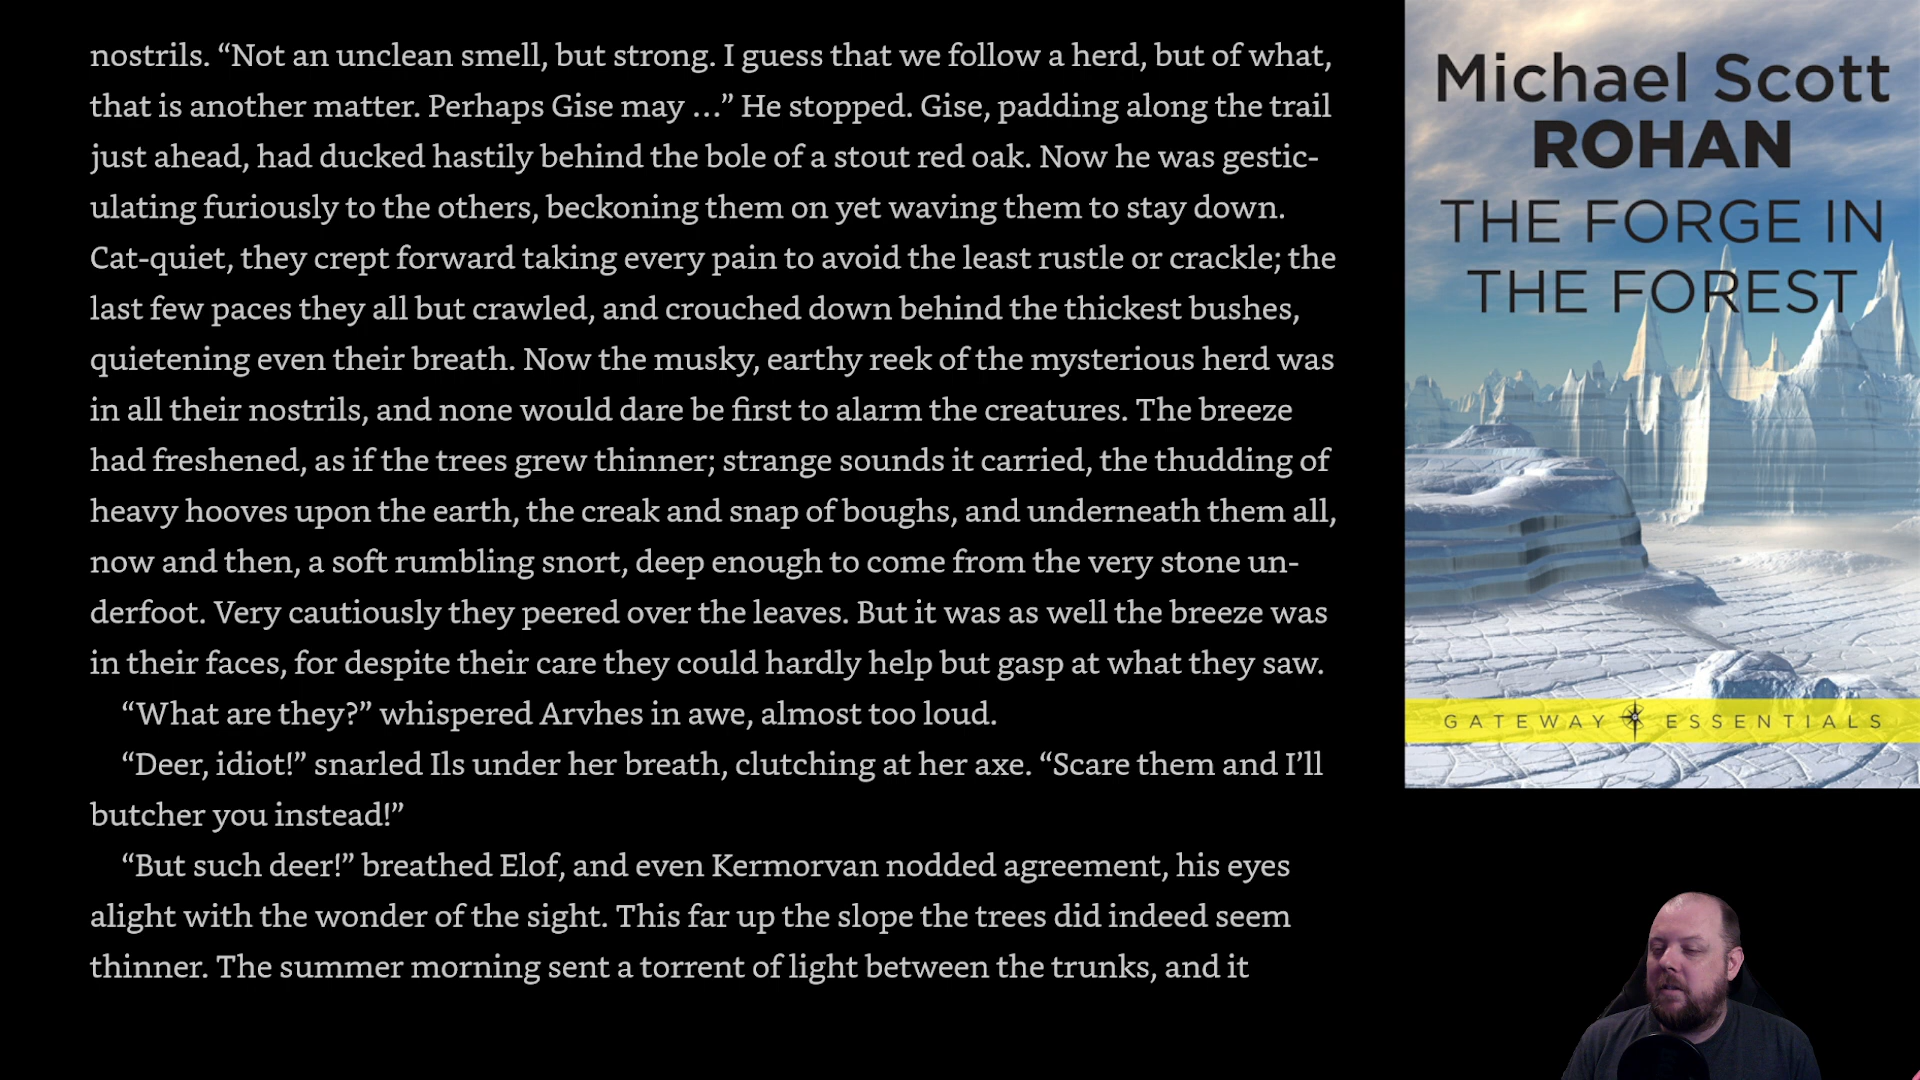 nostrils. “Not an unclean smell, but strong. I guess that we follow a herd, but of what,
that is another matter. Perhaps Gise may …” He stopped. Gise, padding along the trail
just ahead, had ducked hastily behind the bole of a stout red oak. Now he was gestic-
ulating furiously to the others, beckoning them on yet waving them to stay down.
Cat-quiet, they crept forward taking every pain to avoid the least rustle or crackle; the
last few paces they all but crawled, and crouched down behind the thickest bushes,
quietening even their breath. Now the musky, earthy reek of the mysterious herd was
in all their nostrils, and none would dare be first to alarm the creatures. The breeze
had freshened, as if the trees grew thinner; strange sounds it carried, the thudding of
heavy hooves upon the earth, the creak and snap of boughs, and underneath them all,
now and then, a soft rumbling snort, deep enough to come from the very stone un-
derfoot. Very cautiously they peered over the leaves. But it was as well the breeze was
in their faces, for despite their care they could hardly help but gasp at what they saw.
“What are they?” whispered Arvhes in awe, almost too loud.
“Deer, idiot!” snarled Ils under her breath, clutching at her axe. “Scare them and I’ll
butcher you instead!”
“But such deer!” breathed Elof, and even Kermorvan nodded agreement, his eyes
alight with the wonder of the sight. This far up the slope the trees did indeed seem
thinner. The summer morning sent a torrent of light between the trunks, and it
Michael Scott
ROHAN
THE FORGE IN
THE FOREST
GATEWAY ESSENTIALS